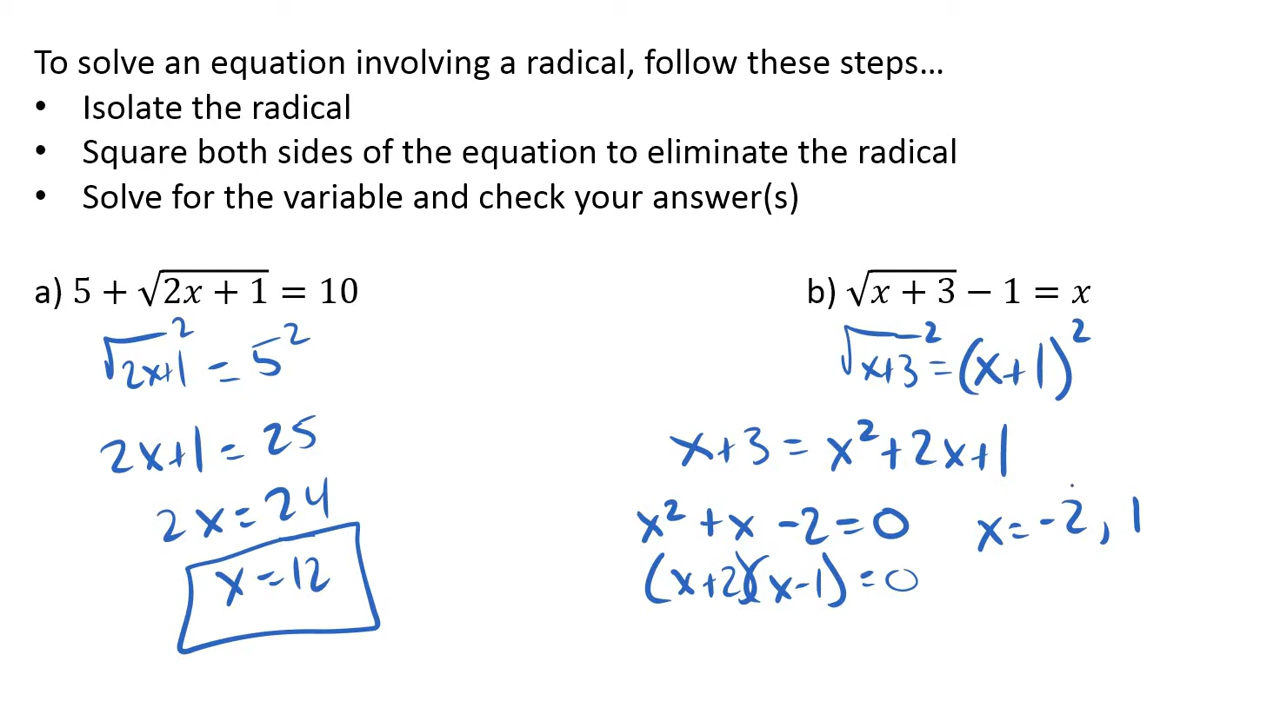 To solve an equation involving a radical, follow these steps…
• Isolate the radical
• Square both sides of the equation to eliminate the radical
• Solve for the variable and check your answer(s)
a) 5 + √(2x + 1) = 10
√(2x+1)² = 5²
2x+1 = 25
2x = 24
x = 12
b) √(x + 3) − 1 = x
√(x+3)² = (x+1)²
x+3 = x²+2x+1
x² + x - 2 = 0
(x+2)(x-1) = 0
x = -2, 1